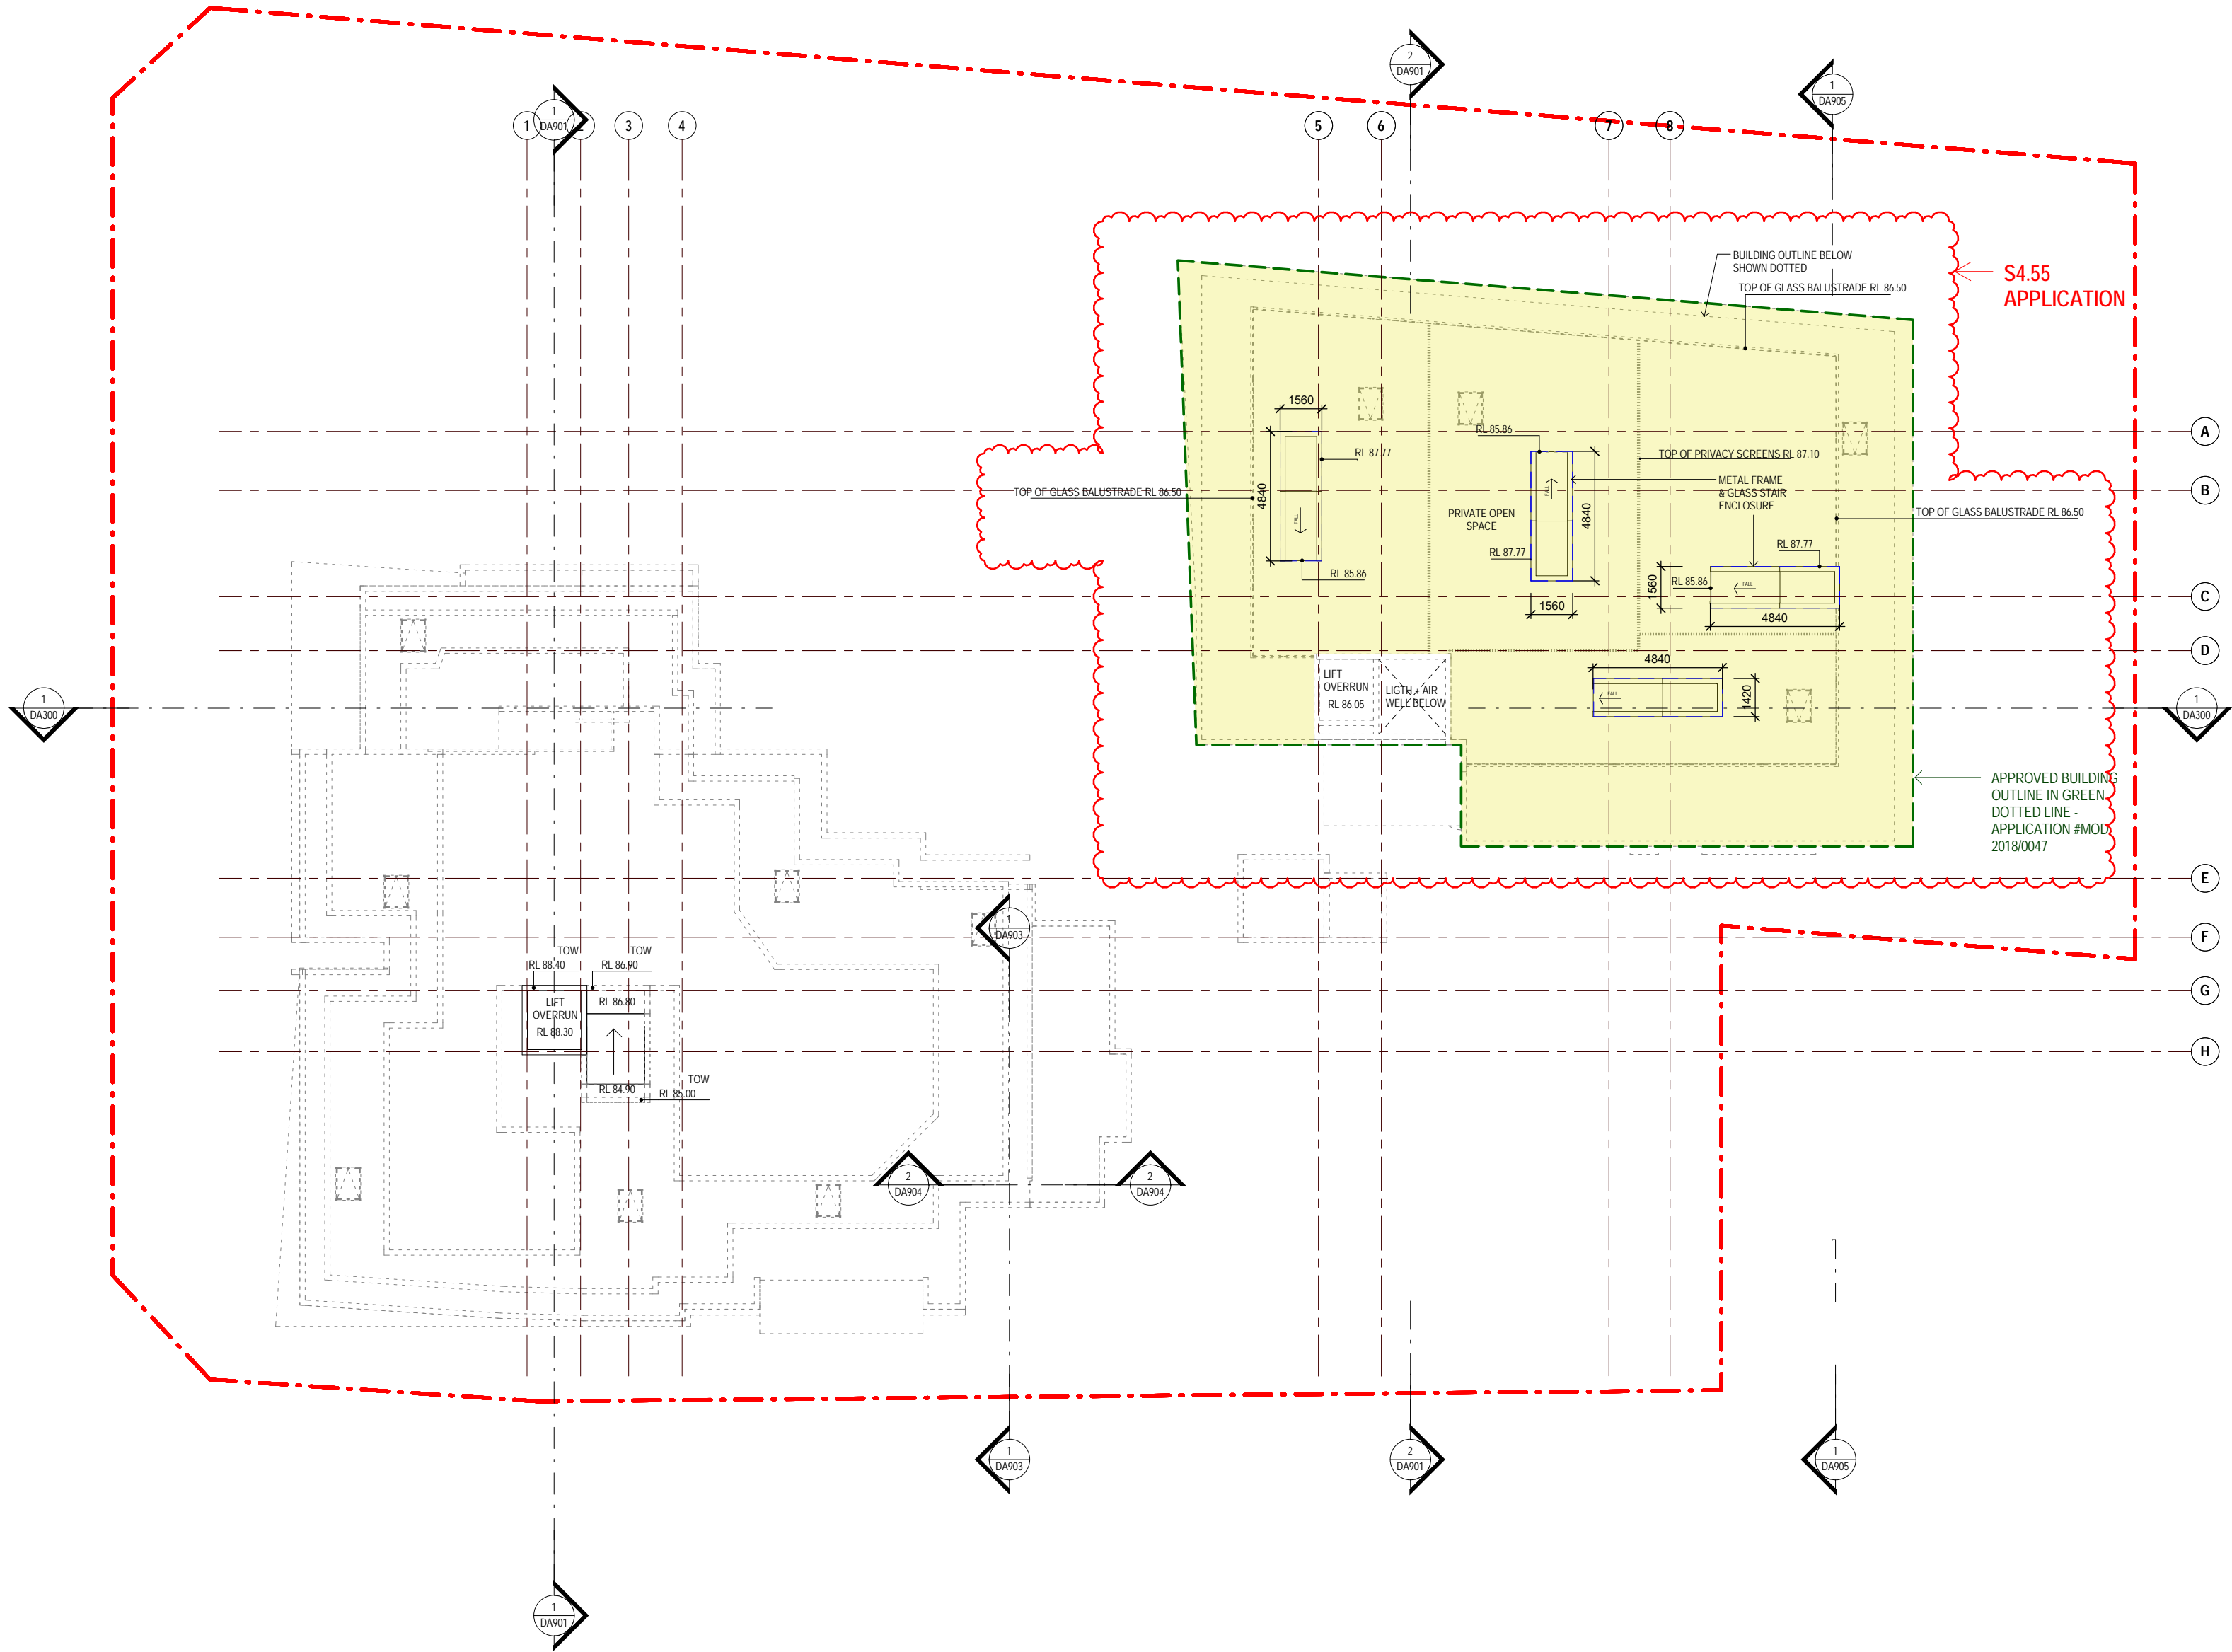 2
DA901
1
DA905
1
DA901
1
2
3
4
5
6
7
8
BUILDING OUTLINE BELOW
SHOWN DOTTED
TOP OF GLASS BALUSTRADE RL 86.50
S4.55
APPLICATION
1560
4840
RL 87.77
RL 85.86
TOP OF GLASS BALUSTRADE RL 86.50
FALL
RL 85.86
FALL
4840
1560
RL 87.77
PRIVATE OPEN
SPACE
TOP OF PRIVACY SCREENS RL 87.10
METAL FRAME
& GLASS STAIR
ENCLOSURE
TOP OF GLASS BALUSTRADE RL 86.50
RL 87.77
RL 85.86
1560
FALL
4840
A
B
C
D
4840
FALL
1420
LIFT
OVERRUN
RL 86.05
LIGTH + AIR
WELL BELOW
1
DA300
1
DA300
APPROVED BUILDING
OUTLINE IN GREEN
DOTTED LINE -
APPLICATION #MOD
2018/0047
E
F
G
H
1
DA903
TOW
RL 88.40
TOW
RL 86.90
LIFT
OVERRUN
RL 88.30
RL 86.80
RL 84.90
TOW
RL 85.00
2
DA904
2
DA904
1
DA903
2
DA901
1
DA905
1
DA901